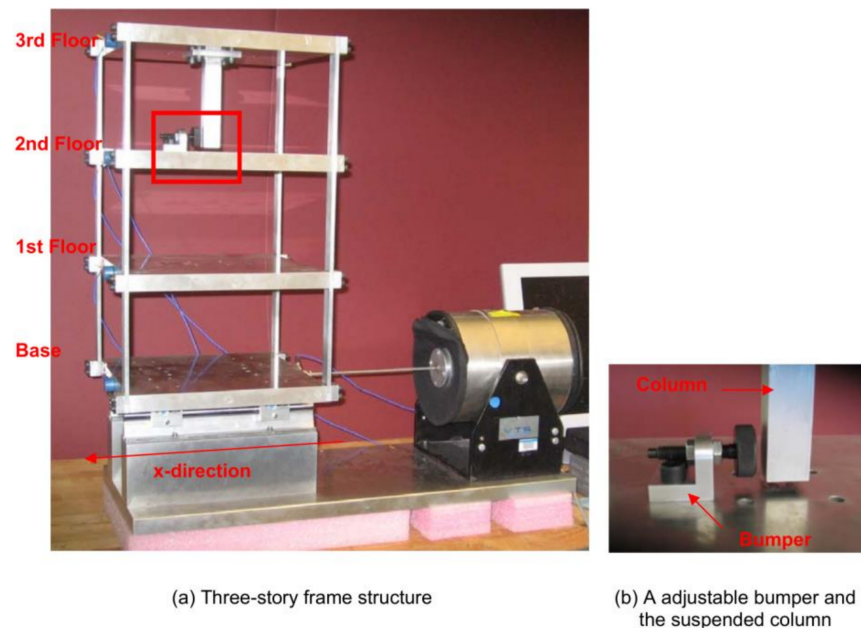 3rd Floor
2nd Floor
1st Floor
Base
x-direction
VTS
Column
Bumper
(a) Three-story frame structure
(b) A adjustable bumper and
the suspended column